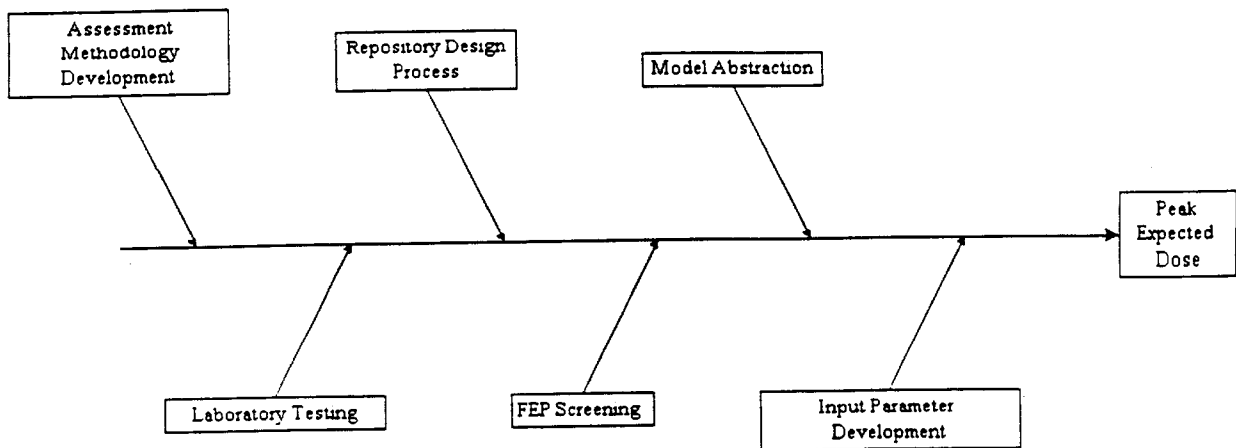 Assessment
Methodology
Development
Repository Design
Process
Model Abstraction
Peak
Expected
Dose
Laboratory Testing
FEP Screening
Input Parameter
Development